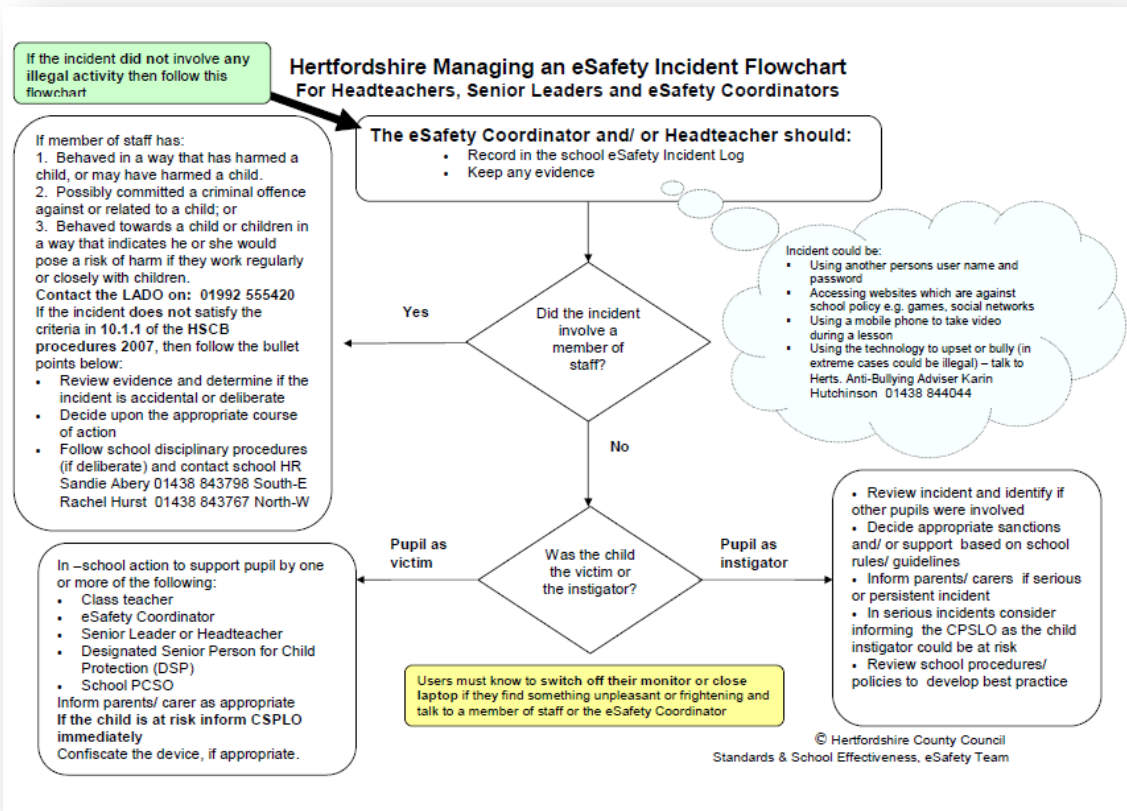 If the incident did not involve any
illegal activity then follow this
flowchart
Hertfordshire Managing an eSafety Incident Flowchart
For Headteachers, Senior Leaders and eSafety Coordinators
The eSafety Coordinator and/ or Headteacher should:
• Record in the school eSafety Incident Log
• Keep any evidence
If member of staff has:
1. Behaved in a way that has harmed a
child, or may have harmed a child.
2. Possibly committed a criminal offence
against or related to a child; or
3. Behaved towards a child or children in
a way that indicates he or she would
pose a risk of harm if they work regularly
or closely with children.
Contact the LADO on: 01992 555420
If the incident does not satisfy the
criteria in 10.1.1 of the HSCB
procedures 2007, then follow the bullet
points below:
• Review evidence and determine if the
incident is accidental or deliberate
• Decide upon the appropriate course
of action
• Follow school disciplinary procedures
(if deliberate) and contact school HR
Sandie Abery 01438 843798 South-E
Rachel Hurst 01438 843767 North-W
Yes
Did the incident
involve a
member of
staff?
Incident could be:
▪ Using another persons user name and
password
▪ Accessing websites which are against
school policy e.g. games, social networks
▪ Using a mobile phone to take video
during a lesson
▪ Using the technology to upset or bully (in
extreme cases could be illegal) – talk to
Herts. Anti-Bullying Adviser Karin
Hutchinson 01438 844044
No
Pupil as
victim
Was the child
the victim or
the instigator?
Pupil as
instigator
In –school action to support pupil by one
or more of the following:
• Class teacher
• eSafety Coordinator
• Senior Leader or Headteacher
• Designated Senior Person for Child
Protection (DSP)
• School PCSO
Inform parents/ carer as appropriate
If the child is at risk inform CSPLO
immediately
Confiscate the device, if appropriate.
• Review incident and identify if
other pupils were involved
• Decide appropriate sanctions
and/ or support based on school
rules/ guidelines
• Inform parents/ carers if serious
or persistent incident
• In serious incidents consider
informing the CPSLO as the child
instigator could be at risk
• Review school procedures/
policies to develop best practice
Users must know to switch off their monitor or close
laptop if they find something unpleasant or frightening and
talk to a member of staff or the eSafety Coordinator
© Hertfordshire County Council
Standards & School Effectiveness, eSafety Team